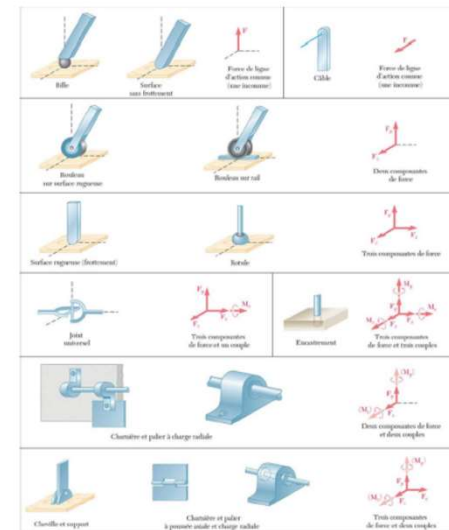 Bille
Surface
sans frottement
Force de ligne
d'action connue
(une inconnue)
Câble
Force de ligne
d'action connue
(une inconnue)
F
Rouleau
sur surface rugueuse
Rouleau sur rail
Deux composantes
de force
Surface rugueuse (frottement)
Rotule
Trois composantes de force
Joint
universel
Trois composantes
de force et un couple
Encastrement
Trois composantes
de force et trois couples
Charnière et palier à charge radiale
Deux composantes de force
et deux couples
Cheville et support
Charnière et palier
à poussée axiale et charge radiale
Trois composantes
de force et deux couples